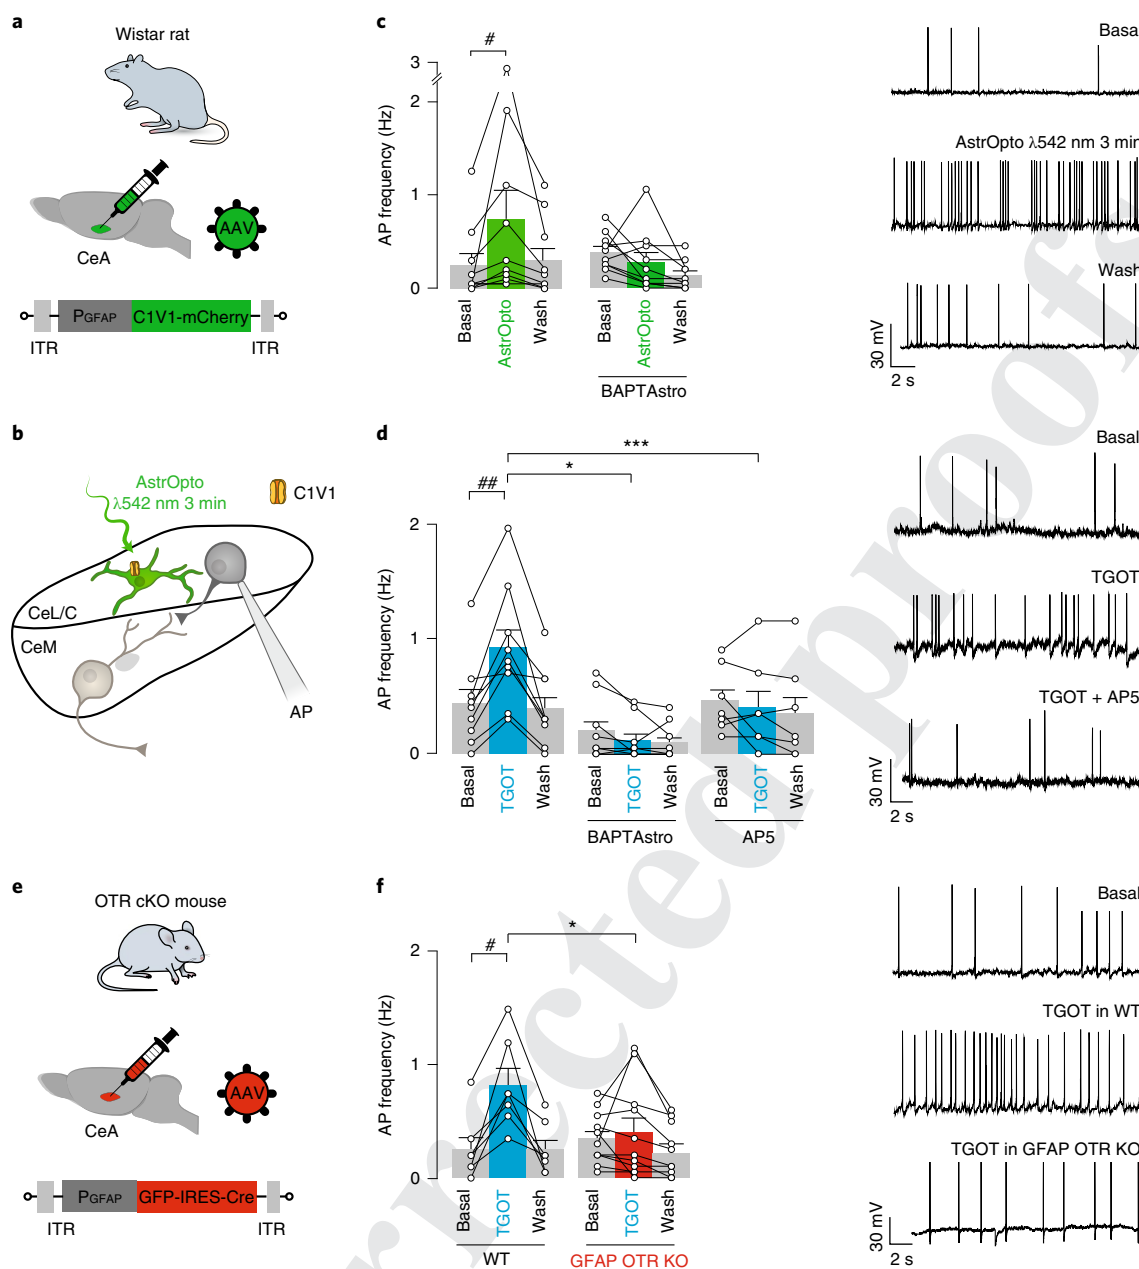 a
Wistar rat
AAV
CeA
PGFAP
C1V1-mCherry
ITR
ITR
b
AstrOpto
λ542 nm 3 min
C1V1
CeL/C
CeM
AP
c
#
3
2
1
0
AP frequency (Hz)
Basal
AstrOpto
Wash
Basal
AstrOpto
Wash
BAPTAstro
Basal
AstrOpto λ542 nm 3 min
Wash
30 mV
2 s
d
***
*
##
2
1
0
AP frequency (Hz)
Basal
TGOT
Wash
Basal
TGOT
Wash
Basal
TGOT
Wash
BAPTAstro
AP5
Basal
TGOT
TGOT + AP5
30 mV
2 s
e
OTR cKO mouse
AAV
CeA
PGFAP
GFP-IRES-Cre
ITR
ITR
f
*
#
2
1
0
AP frequency (Hz)
Basal
TGOT
Wash
Basal
TGOT
Wash
WT
GFAP OTR KO
Basal
TGOT in WT
TGOT in GFAP OTR KO
30 mV
2 s
rrected proofs